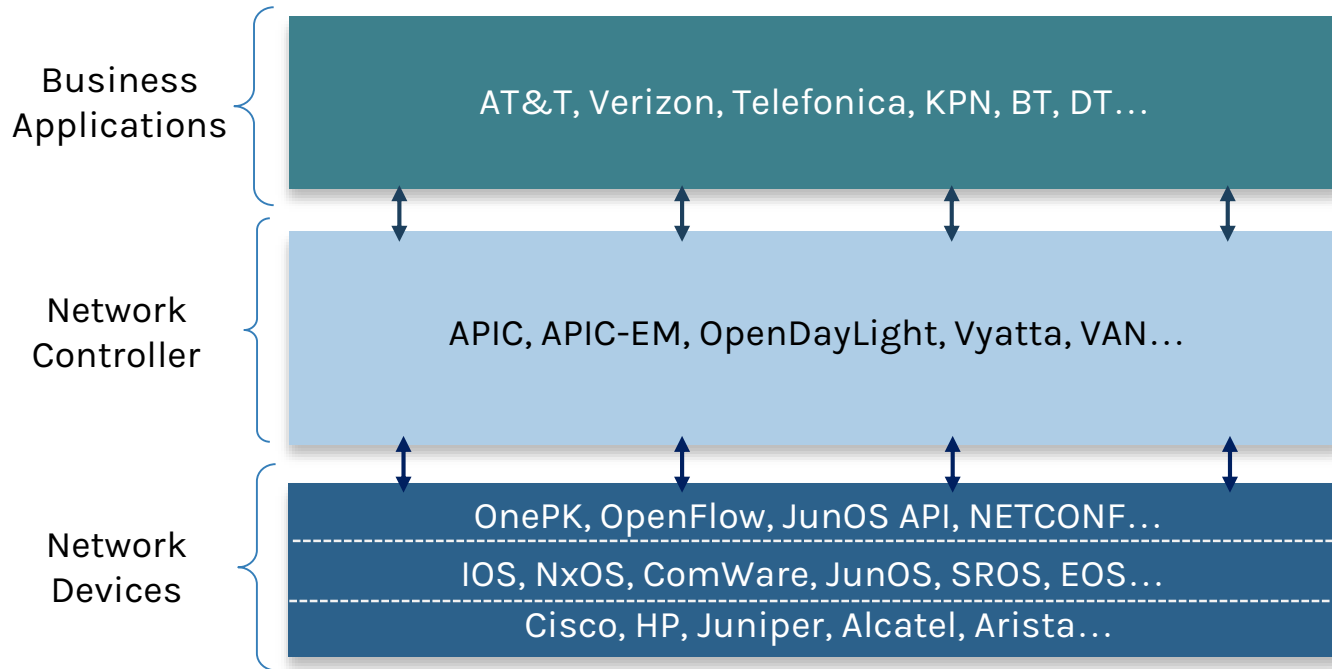 Business
Applications
AT&T, Verizon, Telefonica, KPN, BT, DT...
Network
Controller
APIC, APIC-EM, OpenDayLight, Vyatta, VAN...
Network
Devices
OnePK, OpenFlow, JunOS API, NETCONF...
IOS, NxOS, ComWare, JunOS, SROS, EOS...
Cisco, HP, Juniper, Alcatel, Arista...